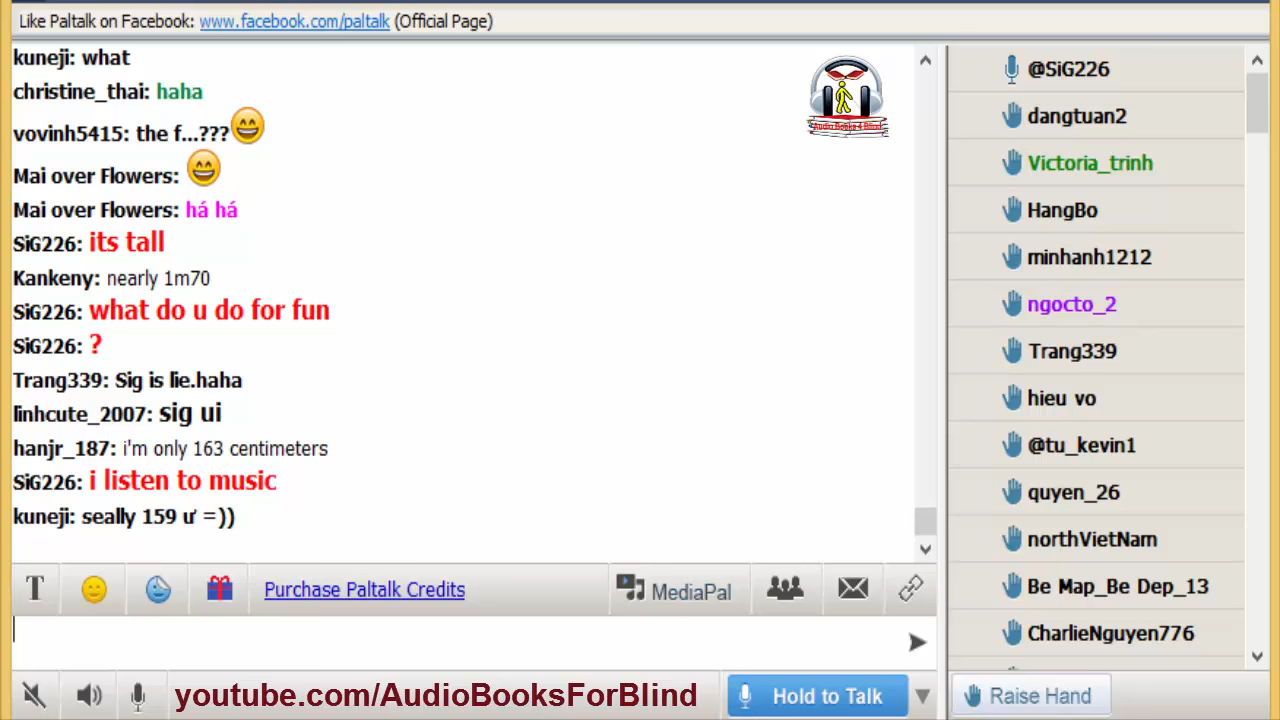 Like Paltalk on Facebook: www.facebook.com/paltalk (Official Page)
kuneji: what
christine_thai: haha
vovinh5415: the f...???
Mai over Flowers:
Mai over Flowers: há há
SiG226: its tall
Kankeny: nearly 1m70
SiG226: what do u do for fun
SiG226: ?
Trang339: Sig is lie.haha
linhcute_2007: sig ui
hanjr_187: i'm only 163 centimeters
SiG226: i listen to music
kuneji: seally 159 ư =))
Audio Books 4 Blind
@SiG226
dangtuan2
Victoria_trinh
HangBo
minhanh1212
ngocto_2
Trang339
hieu vo
@tu_kevin1
quyen_26
northVietNam
Be Map_Be Dep_13
CharlieNguyen776
T
Purchase Paltalk Credits
MediaPal
youtube.com/AudioBooksForBlind
Hold to Talk
Raise Hand